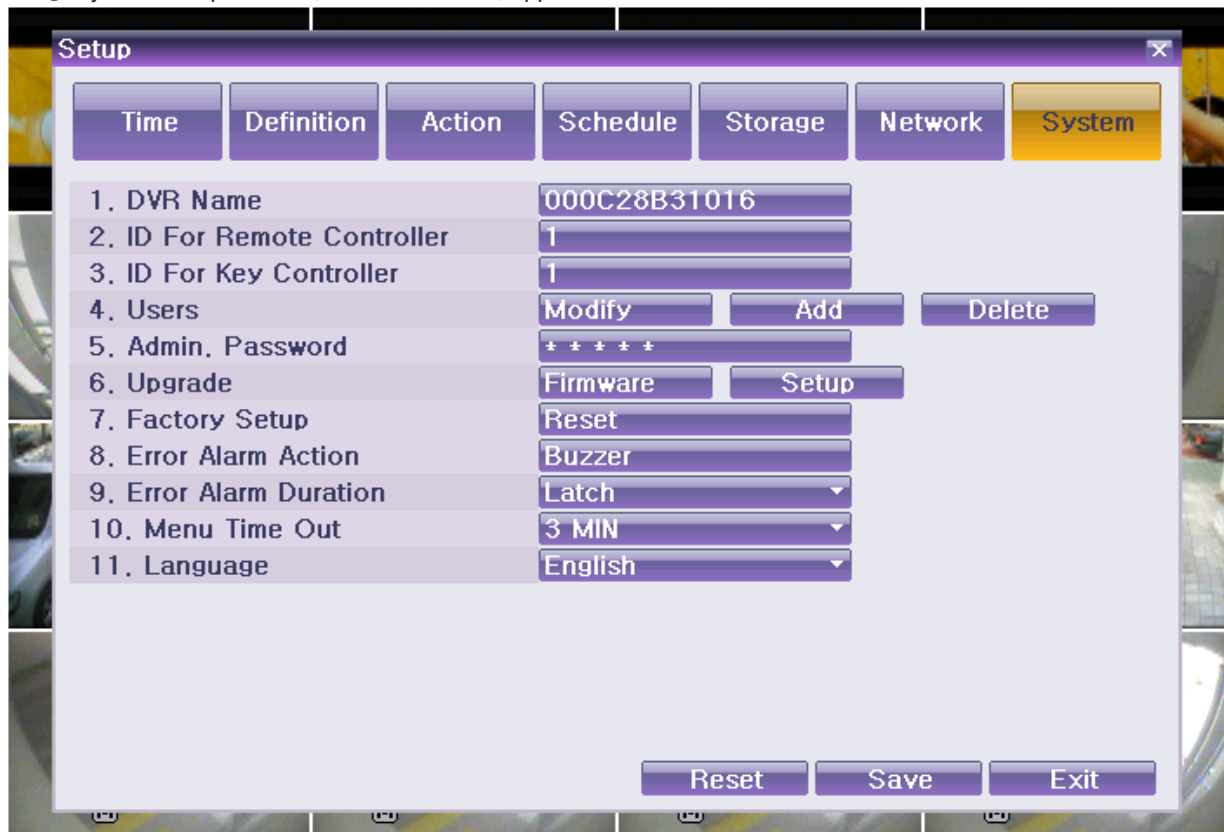 Setup
Time Definition Action Schedule Storage Network System
1. DVR Name 000C28B31016
2. ID For Remote Controller 1
3. ID For Key Controller 1
4. Users Modify Add Delete
5. Admin. Password * * * * *
6. Upgrade Firmware Setup
7. Factory Setup Reset
8. Error Alarm Action Buzzer
9. Error Alarm Duration Latch
10. Menu Time Out 3 MIN
11. Language English
Reset Save Exit